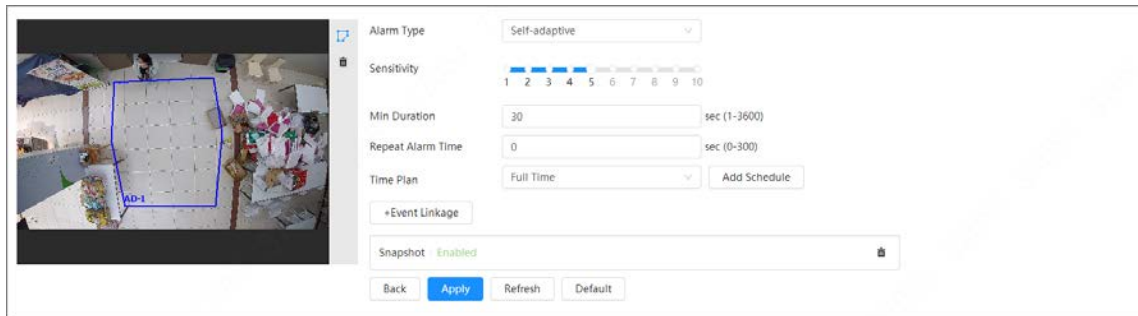 Alarm Type Self-adaptive
Sensitivity
1 2 3 4 5 6 7 8 9 10
Min Duration 30 sec (1-3600)
Repeat Alarm Time 0 sec (0-300)
Time Plan Full Time Add Schedule
AD-1
+Event Linkage
Snapshot Enabled
Back Apply Refresh Default